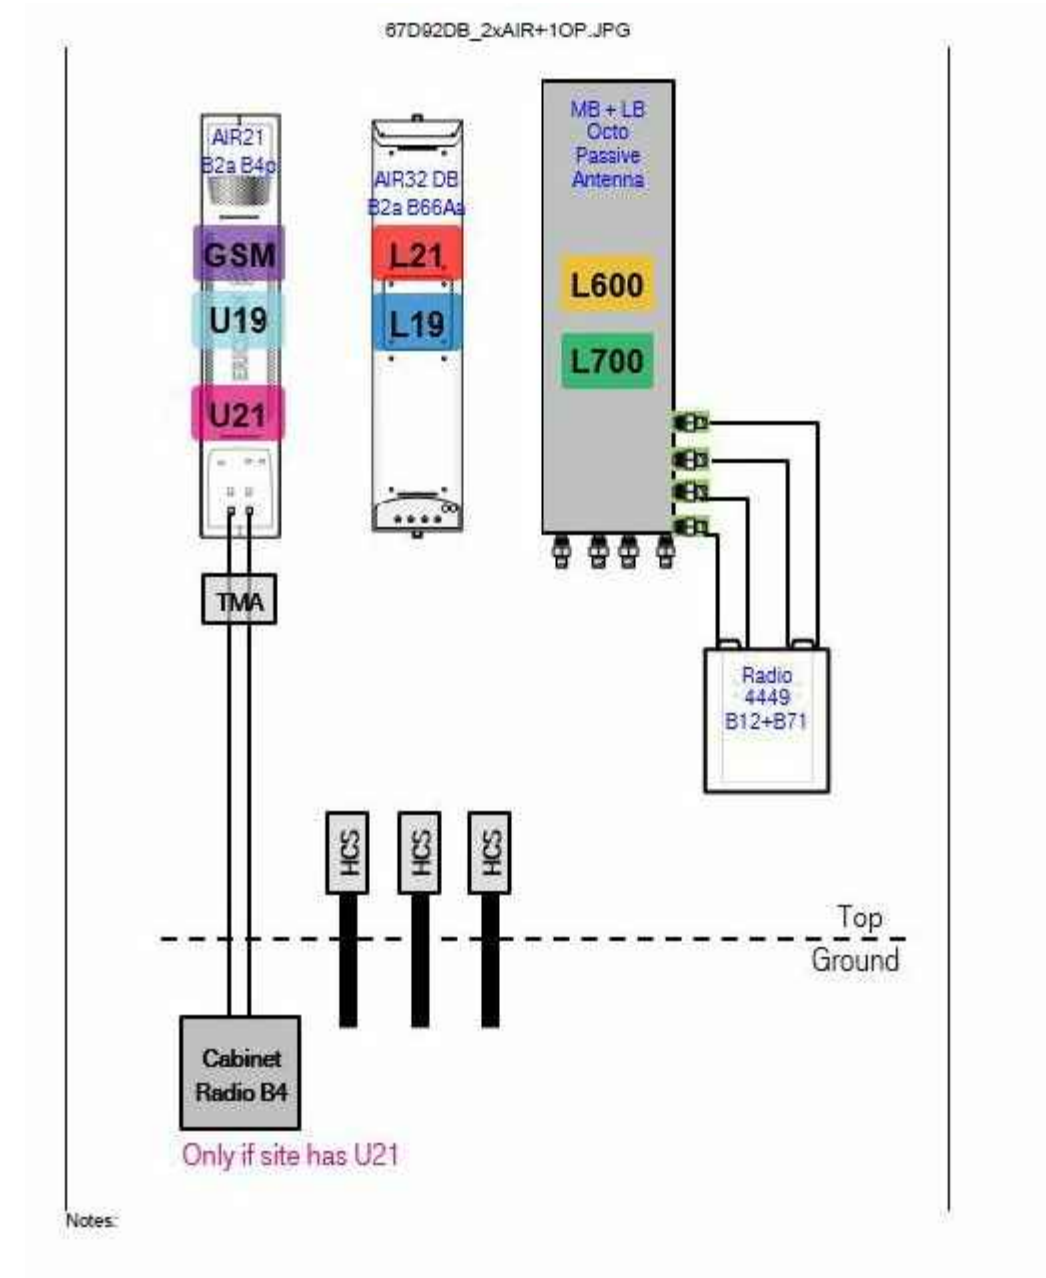 67D92DB_2xAIR+1OP.JPG
AIR21
B2a B4p
GSM
U19
U21
TMA
AIR32 DB
B2a B66Aa
L21
L19
MB + LB
Octo
Passive
Antenna
L600
L700
Radio
4449
B12+B71
HCS
HCS
HCS
Top
Ground
Cabinet
Radio B4
Only if site has U21
Notes: